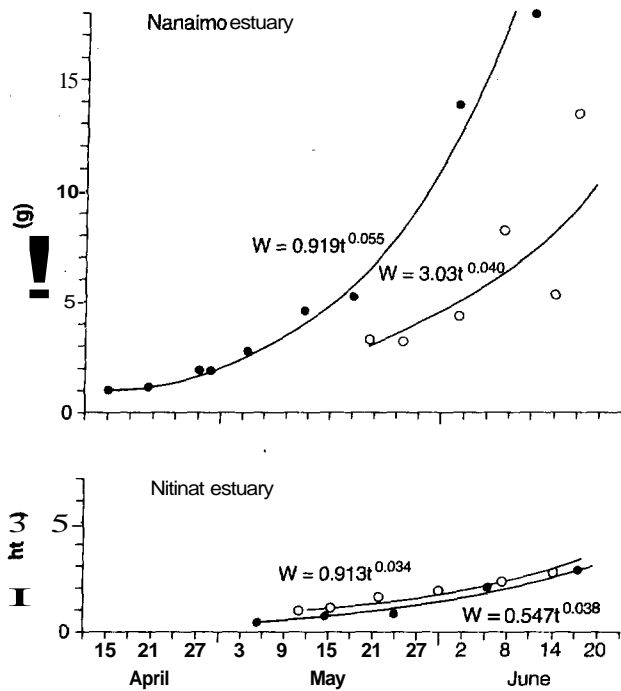 Nanaimo estuary
15
10
5
0
(g)
W = 0.919t^0.055
W = 3.03t^0.040
Nitinat estuary
5
0
ht 3)
W = 0.913t^0.034
W = 0.547t^0.038
15 21 27 3 9 15 21 27 2 8 14 20
April May June